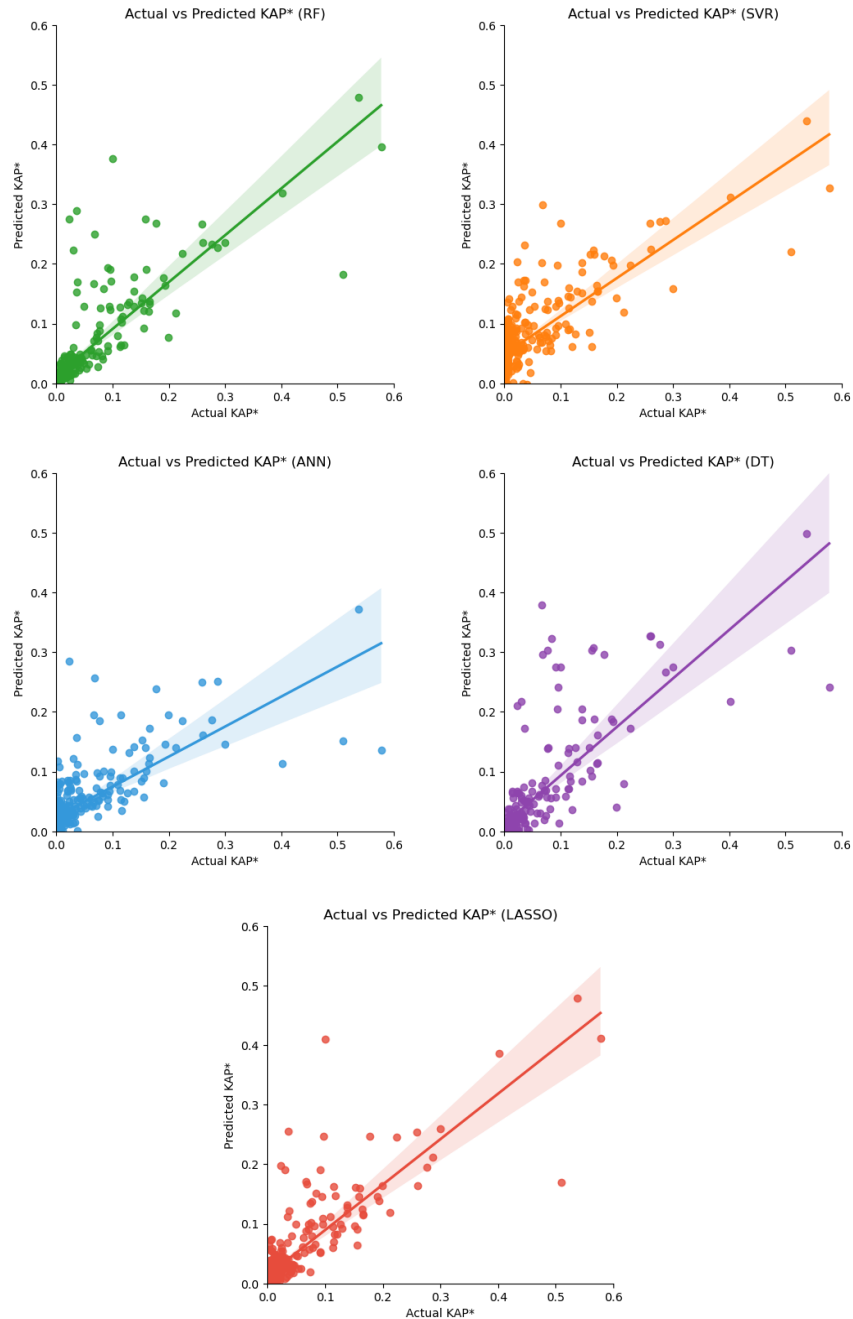 Actual vs Predicted KAP* (RF)
0.6
0.5
0.4
0.3
0.2
0.1
0.0
Predicted KAP*
0.0 0.1 0.2 0.3 0.4 0.5 0.6
Actual KAP*
Actual vs Predicted KAP* (SVR)
0.6
0.5
0.4
0.3
0.2
0.1
0.0
Predicted KAP*
0.0 0.1 0.2 0.3 0.4 0.5 0.6
Actual KAP*
Actual vs Predicted KAP* (ANN)
0.6
0.5
0.4
0.3
0.2
0.1
0.0
Predicted KAP*
0.0 0.1 0.2 0.3 0.4 0.5 0.6
Actual KAP*
Actual vs Predicted KAP* (DT)
0.6
0.5
0.4
0.3
0.2
0.1
0.0
Predicted KAP*
0.0 0.1 0.2 0.3 0.4 0.5 0.6
Actual KAP*
Actual vs Predicted KAP* (LASSO)
0.6
0.5
0.4
0.3
0.2
0.1
0.0
Predicted KAP*
0.0 0.1 0.2 0.3 0.4 0.5 0.6
Actual KAP*